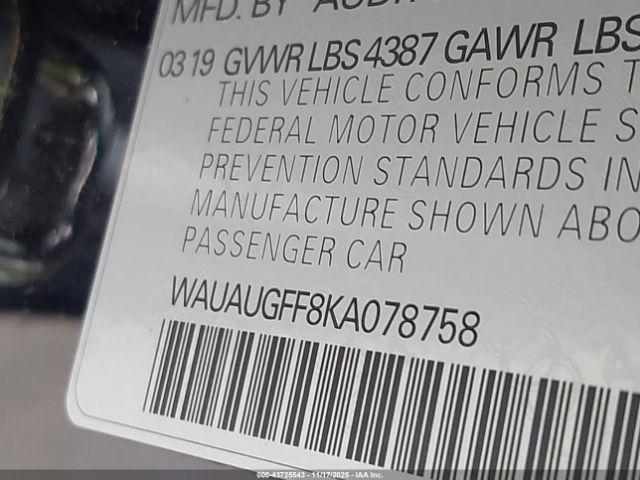 MFD. BY AUDI
03 19 GVWR LBS 4387 GAWR LBS
THIS VEHICLE CONFORMS T
FEDERAL MOTOR VEHICLE S
PREVENTION STANDARDS IN
MANUFACTURE SHOWN ABO
PASSENGER CAR
WAUAUGFF8KA078758
000-43725543 - 11/17/2025 - IAA Inc.